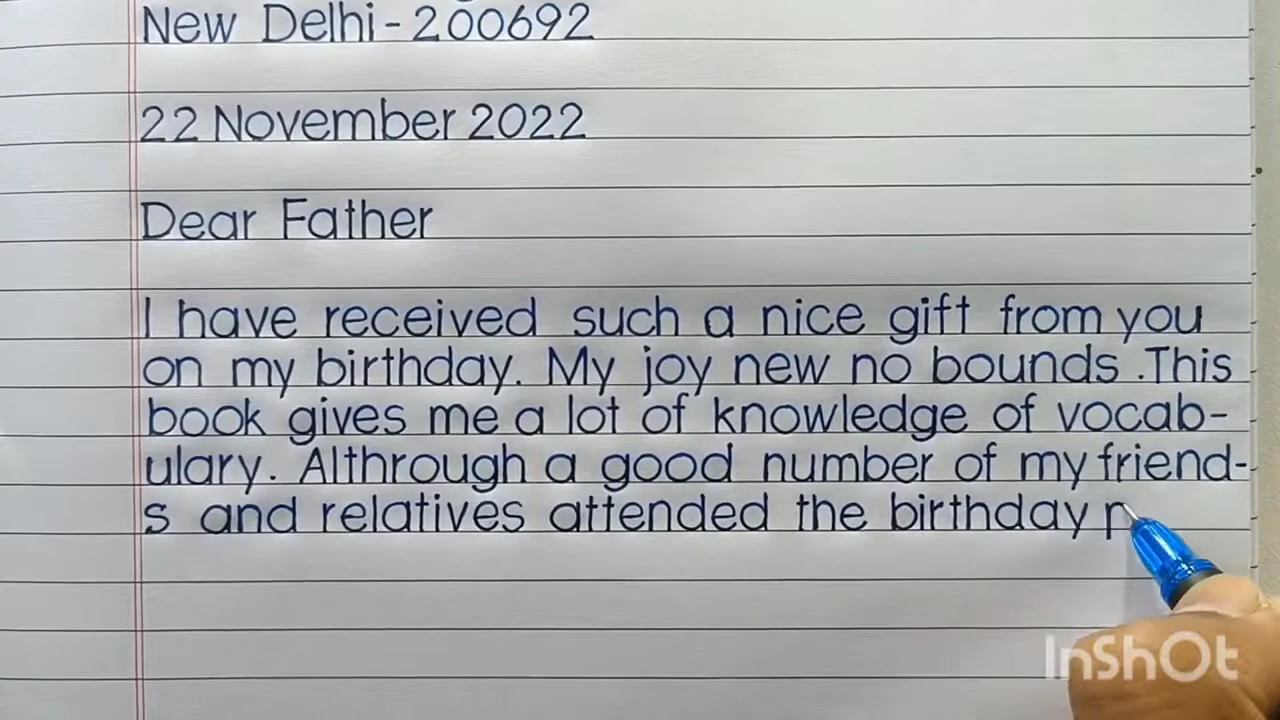 New Delhi - 200692
22 November 2022
Dear Father
I have received such a nice gift from you
on my birthday. My joy new no bounds .This
book gives me a lot of knowledge of vocab-
ulary. Althrough a good number of my friend-
s and relatives attended the birthday
InShOt